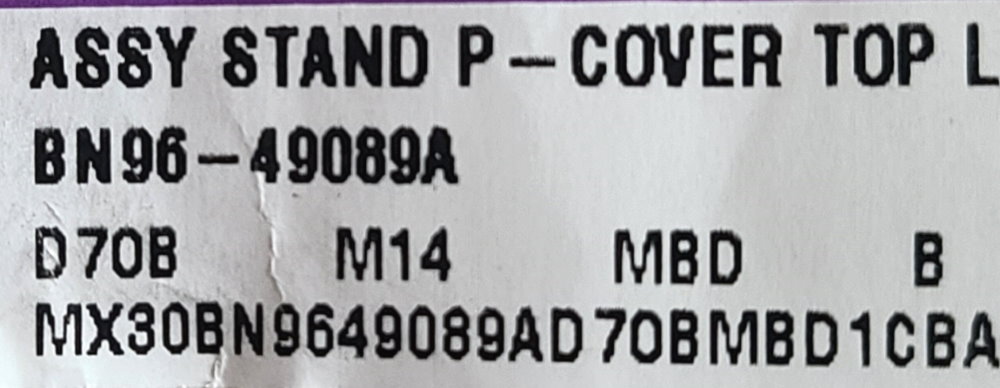 ASSY STAND P-COVER TOP L
BN96-49089A
D70B M14 MBD B
MX30BN9649089AD70BMBD1CBA